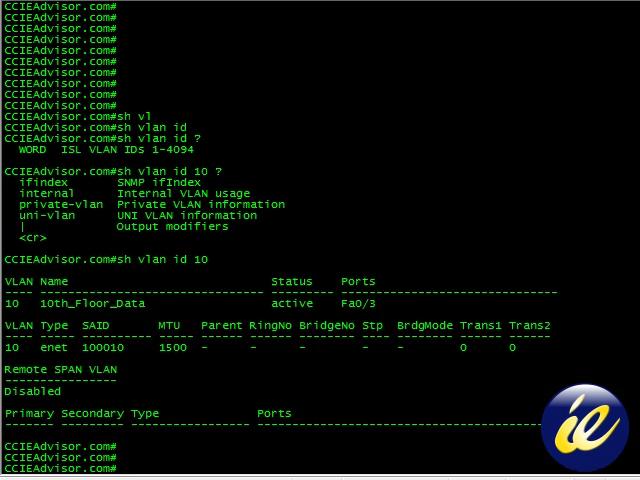 CCIEAdvisor.com#
CCIEAdvisor.com#
CCIEAdvisor.com#
CCIEAdvisor.com#
CCIEAdvisor.com#
CCIEAdvisor.com#
CCIEAdvisor.com#
CCIEAdvisor.com#
CCIEAdvisor.com#
CCIEAdvisor.com#
CCIEAdvisor.com#sh vl
CCIEAdvisor.com#sh vlan id
CCIEAdvisor.com#sh vlan id ?
  WORD  ISL VLAN IDs 1-4094
CCIEAdvisor.com#sh vlan id 10 ?
  ifindex       SNMP ifIndex
  internal      Internal VLAN usage
  private-vlan  Private VLAN information
  uni-vlan      UNI VLAN information
  |             Output modifiers
  <cr>
CCIEAdvisor.com#sh vlan id 10
VLAN Name                             Status    Ports
---- -------------------------------- --------- -------------------------------
10   10th_Floor_Data                  active    Fa0/3
VLAN Type  SAID       MTU   Parent RingNo BridgeNo Stp  BrdgMode Trans1 Trans2
---- ----- ---------- ----- ------ ------ -------- ---- -------- ------ ------
10   enet  100010     1500  -      -      -        -    -        0      0
Remote SPAN VLAN
----------------
Disabled
Primary Secondary Type              Ports
------- --------- ----------------- ------------------------------------------
CCIEAdvisor.com#
CCIEAdvisor.com#
CCIEAdvisor.com#
ie